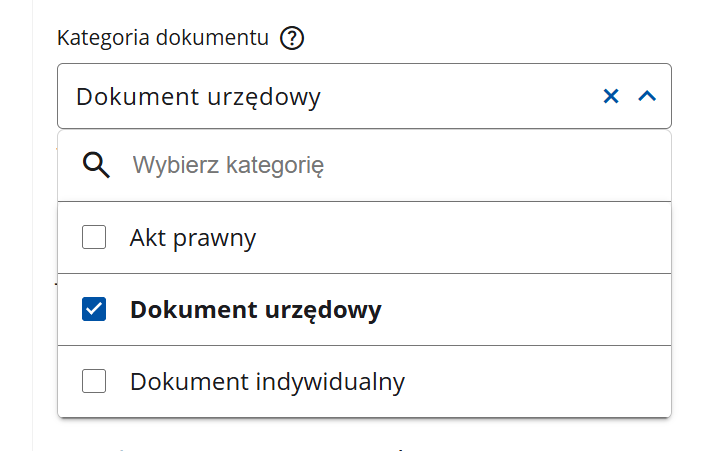 Kategoria dokumentu ?
Dokument urzędowy
Wybierz kategorię
Akt prawny
Dokument urzędowy
Dokument indywidualny